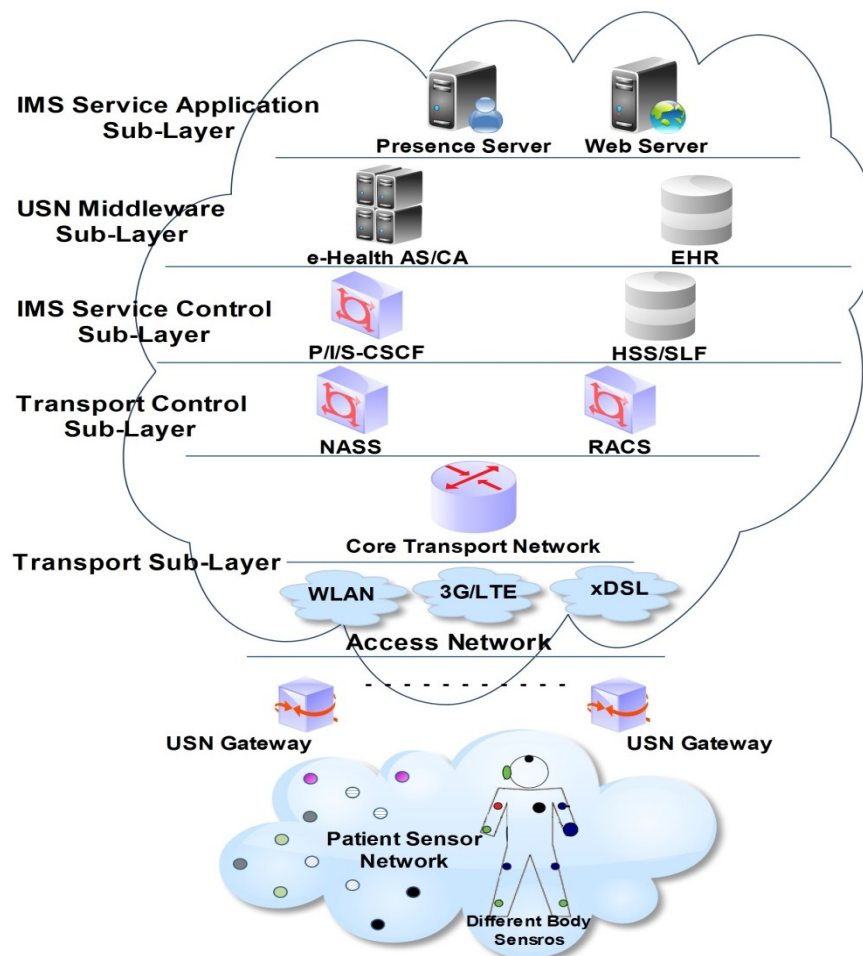 IMS Service Application
Sub-Layer
Presence Server
Web Server
USN Middleware
Sub-Layer
e-Health AS/CA
EHR
IMS Service Control
Sub-Layer
P/I/S-CSCF
HSS/SLF
Transport Control
Sub-Layer
NASS
RACS
Core Transport Network
Transport Sub-Layer
WLAN
3G/LTE
xDSL
Access Network
USN Gateway
USN Gateway
Patient Sensor
Network
Different Body
Sensros